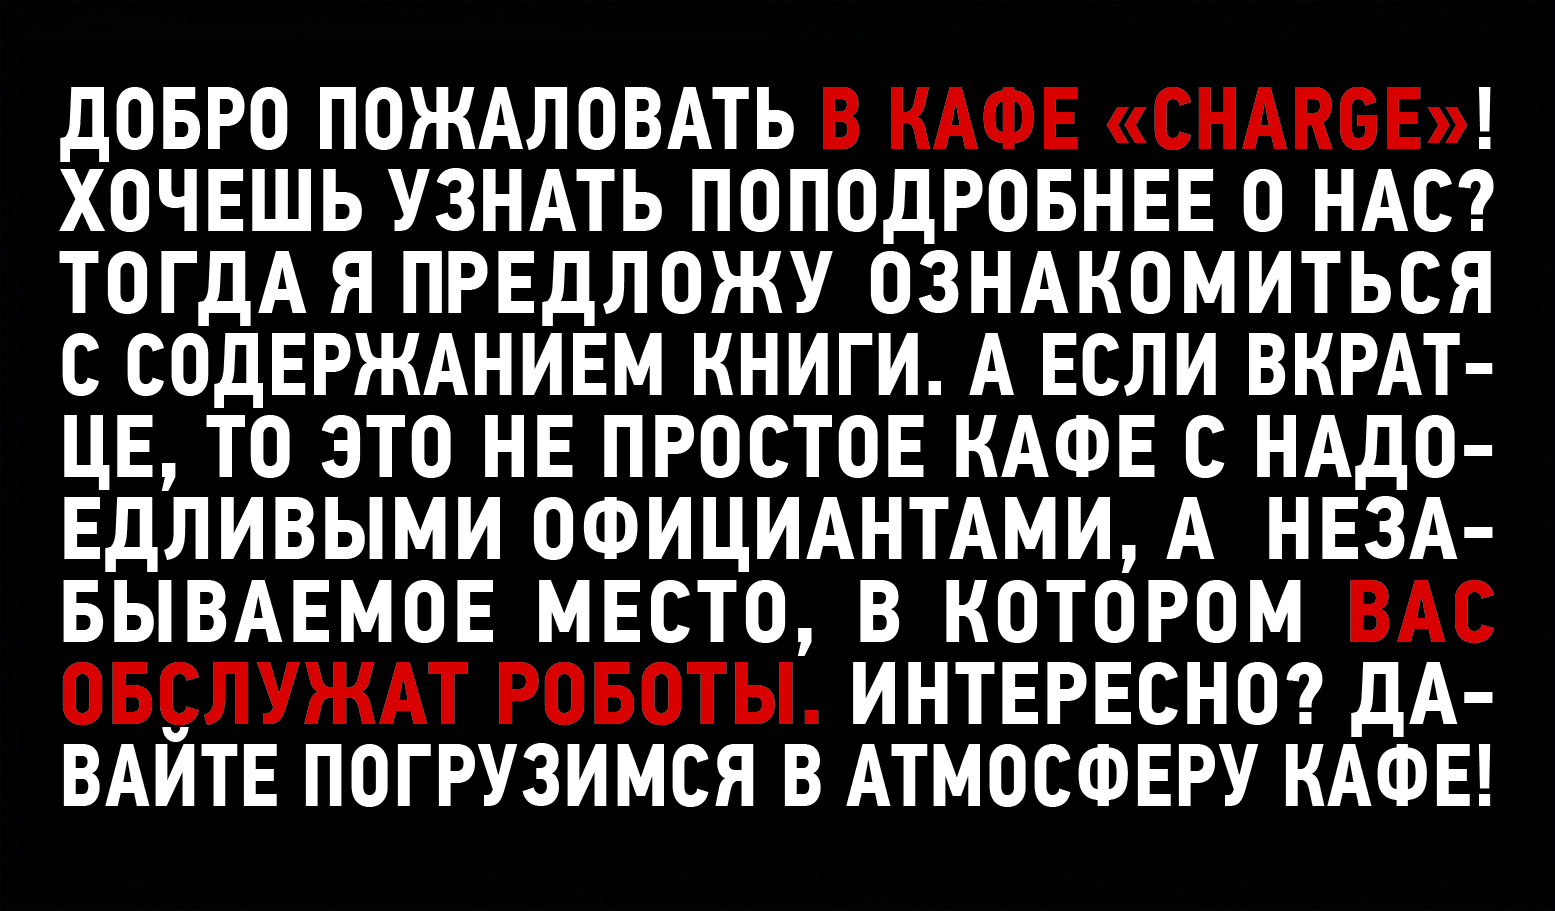 ДОБРО ПОЖАЛОВАТЬ В КАФЕ «CHARGE»!
ХОЧЕШЬ УЗНАТЬ ПОПОДРОБНЕЕ О НАС?
ТОГДА Я ПРЕДЛОЖУ ОЗНАКОМИТЬСЯ
С СОДЕРЖАНИЕМ КНИГИ. А ЕСЛИ ВКРАТ-
ЦЕ, ТО ЭТО НЕ ПРОСТОЕ КАФЕ С НАДО-
ЕДЛИВЫМИ ОФИЦИАНТАМИ, А НЕЗА-
БЫВАЕМОЕ МЕСТО, В КОТОРОМ ВАС
ОБСЛУЖАТ РОБОТЫ. ИНТЕРЕСНО? ДА-
ВАЙТЕ ПОГРУЗИМСЯ В АТМОСФЕРУ КАФЕ!